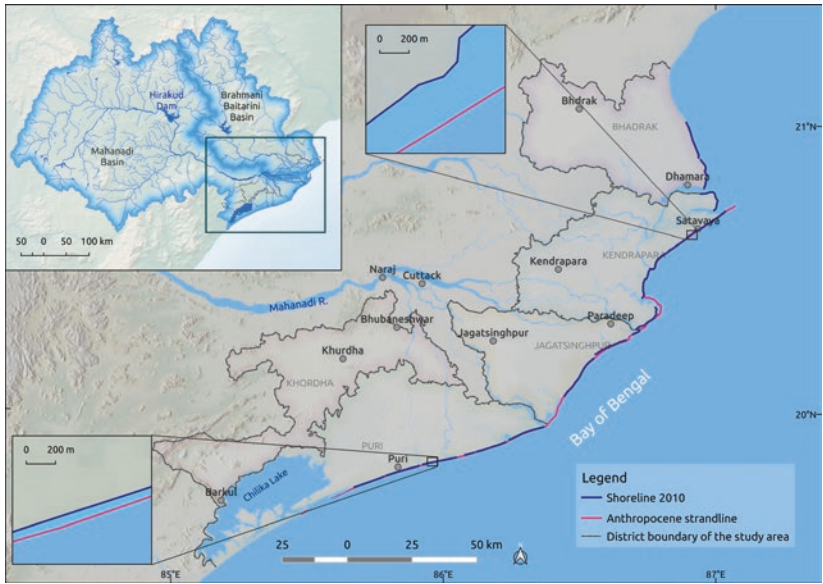 Hirakud
Dam
Brahmani
Baitarini
Basin
Mahanadi
Basin
50 0 50 100 km
0 200 m
Bhdrak
BHADRAK
21°N
Dhamara
Satavaya
KENDRAPARA
Kendrapara
Naraj
Cuttack
Mahanadi R.
Bhubaneshwar
Paradeep
Jagatsinghpur
JAGATSINGHPUR
Khurdha
KHORDHA
20°N
Bay of Bengal
0 200 m
PURI
Puri
Barkul
Chilika Lake
Legend
Shoreline 2010
Anthropocene strandline
District boundary of the study area
25 0 25 50 km
N
85°E
86°E
87°E